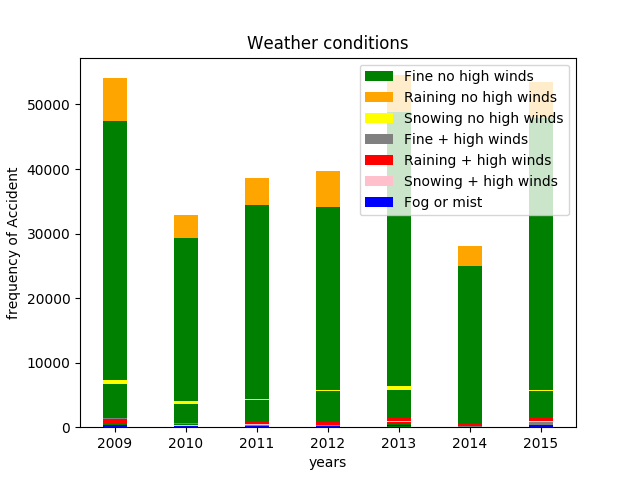 Weather conditions
Fine no high winds
Raining no high winds
Snowing no high winds
Fine + high winds
Raining + high winds
Snowing + high winds
Fog or mist
frequency of Accident
50000
40000
30000
20000
10000
0
2009 2010 2011 2012 2013 2014 2015
years